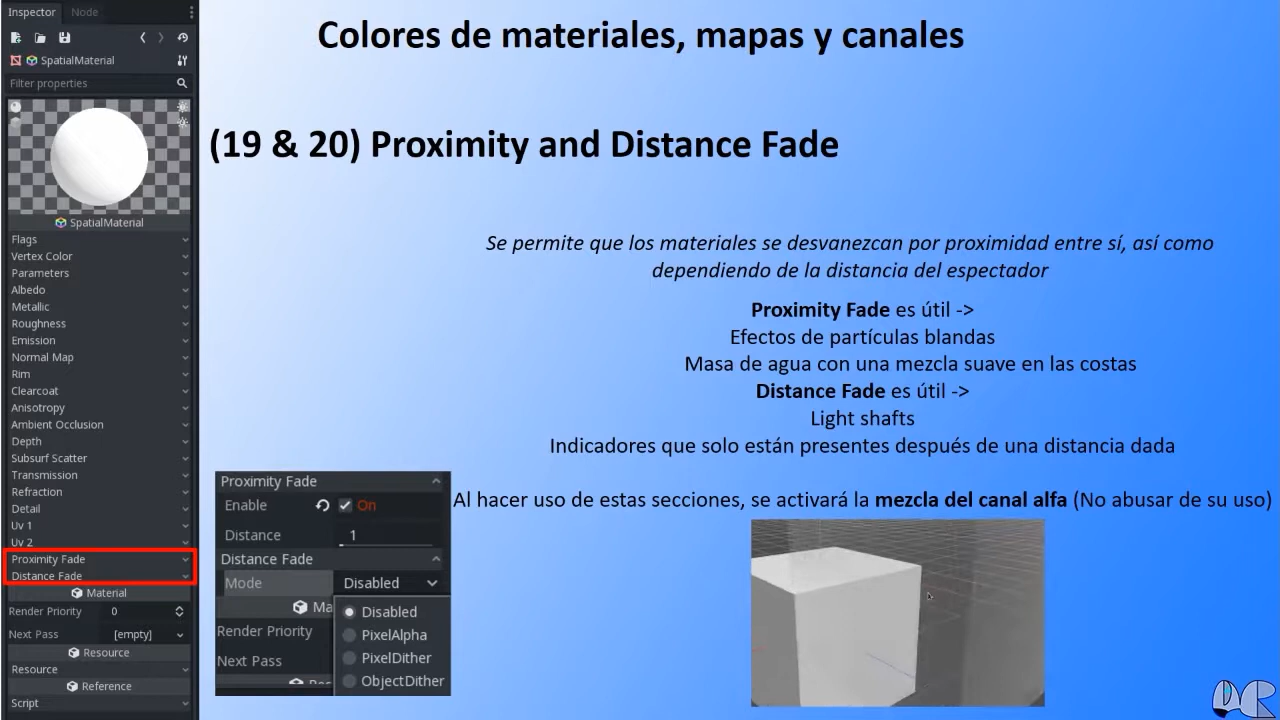 Inspector Node
SpatialMaterial
Filter properties
SpatialMaterial
Flags
Vertex Color
Parameters
Albedo
Metallic
Roughness
Emission
Normal Map
Rim
Clearcoat
Anisotropy
Ambient Occlusion
Depth
Subsurf Scatter
Transmission
Refraction
Detail
Uv 1
Uv 2
Proximity Fade
Distance Fade
Material
Render Priority 0
Next Pass [empty]
Resource
Resource
Reference
Script
Colores de materiales, mapas y canales
(19 & 20) Proximity and Distance Fade
Se permite que los materiales se desvanezcan por proximidad entre sí, así como
dependiendo de la distancia del espectador
Proximity Fade es útil ->
Efectos de partículas blandas
Masa de agua con una mezcla suave en las costas
Distance Fade es útil ->
Light shafts
Indicadores que solo están presentes después de una distancia dada
Al hacer uso de estas secciones, se activará la mezcla del canal alfa (No abusar de su uso)
Proximity Fade
Enable On
Distance 1
Distance Fade
Mode Disabled
Ma
Disabled
Render Priority
PixelAlpha
PixelDither
Next Pass
ObjectDither